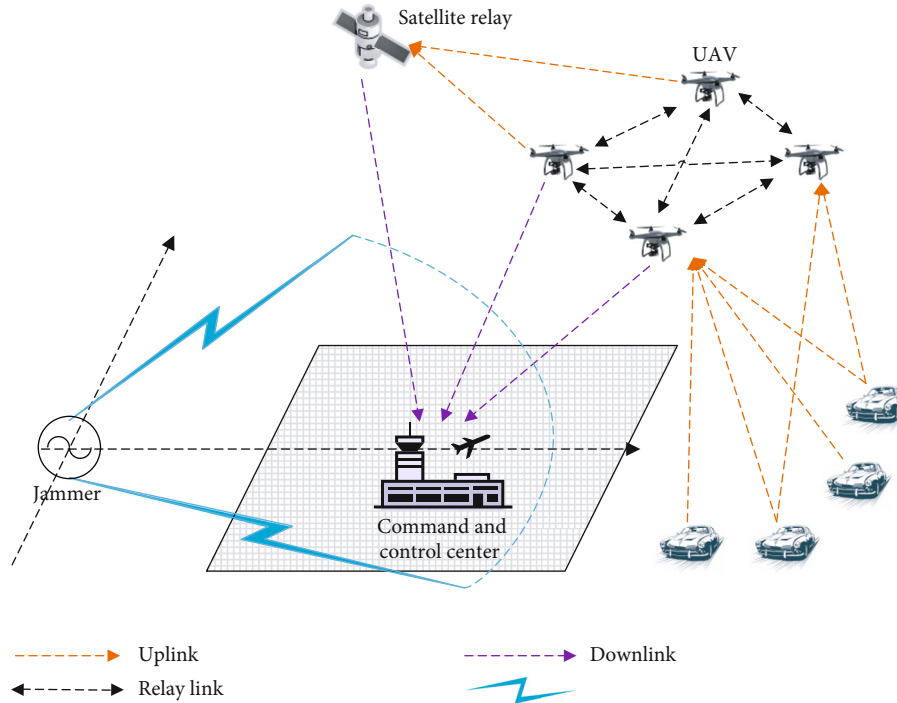 Satellite relay
UAV
Jammer
Command and
control center
Uplink
Downlink
Relay link